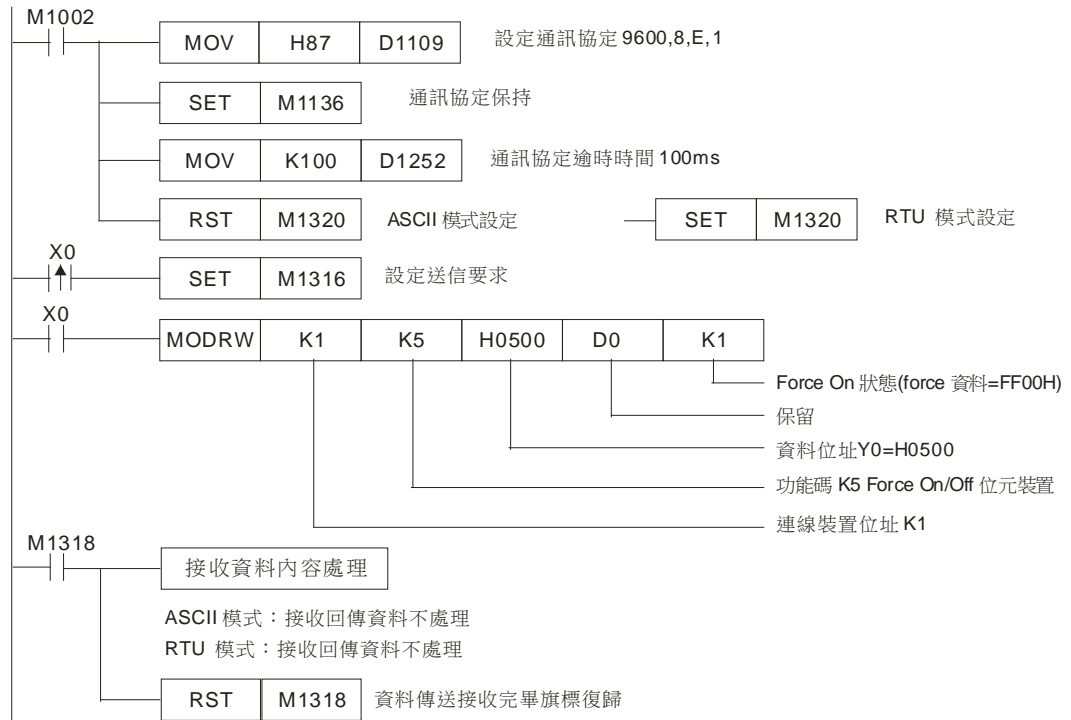 M1002
MOV H87 D1109 設定通訊協定 9600,8,E,1
SET M1136 通訊協定保持
MOV K100 D1252 通訊協定逾時時間 100ms
RST M1320 ASCII 模式設定 SET M1320 RTU 模式設定
X0
SET M1316 設定送信要求
X0
MODRW K1 K5 H0500 D0 K1
Force On 狀態(force 資料=FF00H)
保留
資料位址Y0=H0500
功能碼 K5 Force On/Off 位元裝置
連線裝置位址 K1
M1318
接收資料內容處理
ASCII 模式：接收回傳資料不處理
RTU 模式：接收回傳資料不處理
RST M1318 資料傳送接收完畢旗標復歸